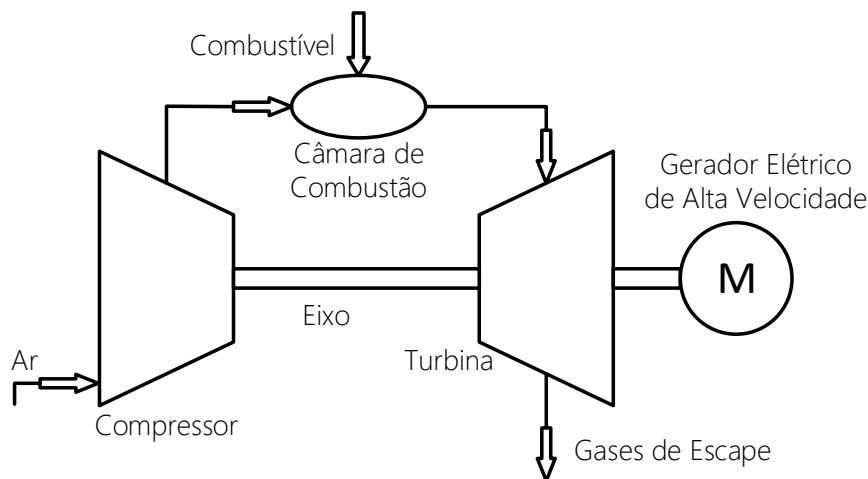 Combustível
Câmara de
Combustão
Gerador Elétrico
de Alta Velocidade
M
Eixo
Ar
Turbina
Compressor
Gases de Escape